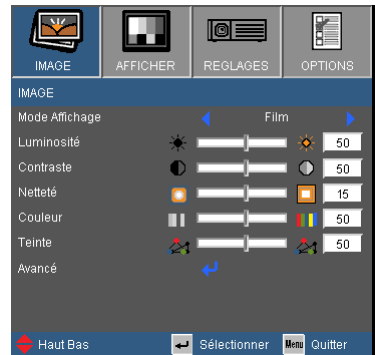 IMAGE AFFICHER REGLAGES OPTIONS
IMAGE
Mode Affichage Film
Luminosité 50
Contraste 50
Netteté 15
Couleur 50
Teinte 50
Avancé
Haut Bas Sélectionner Menu Quitter